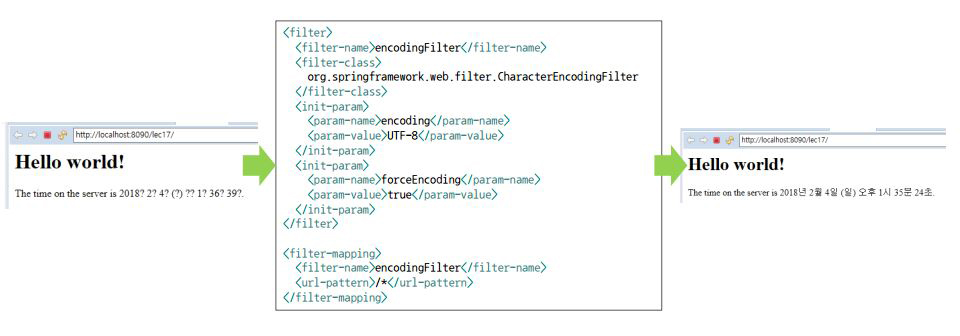 http://localhost:8090/lec17/
Hello world!
The time on the server is 2018? 2? 4? (?) ?? 1? 36? 39?.
<filter>
<filter-name>encodingFilter</filter-name>
<filter-class>
org.springframework.web.filter.CharacterEncodingFilter
</filter-class>
<init-param>
<param-name>encoding</param-name>
<param-value>UTF-8</param-value>
</init-param>
<init-param>
<param-name>forceEncoding</param-name>
<param-value>true</param-value>
</init-param>
</filter>
<filter-mapping>
<filter-name>encodingFilter</filter-name>
<url-pattern>/*</url-pattern>
</filter-mapping>
http://localhost:8090/lec17/
Hello world!
The time on the server is 2018년 2월 4일 (일) 오후 1시 35분 24초.